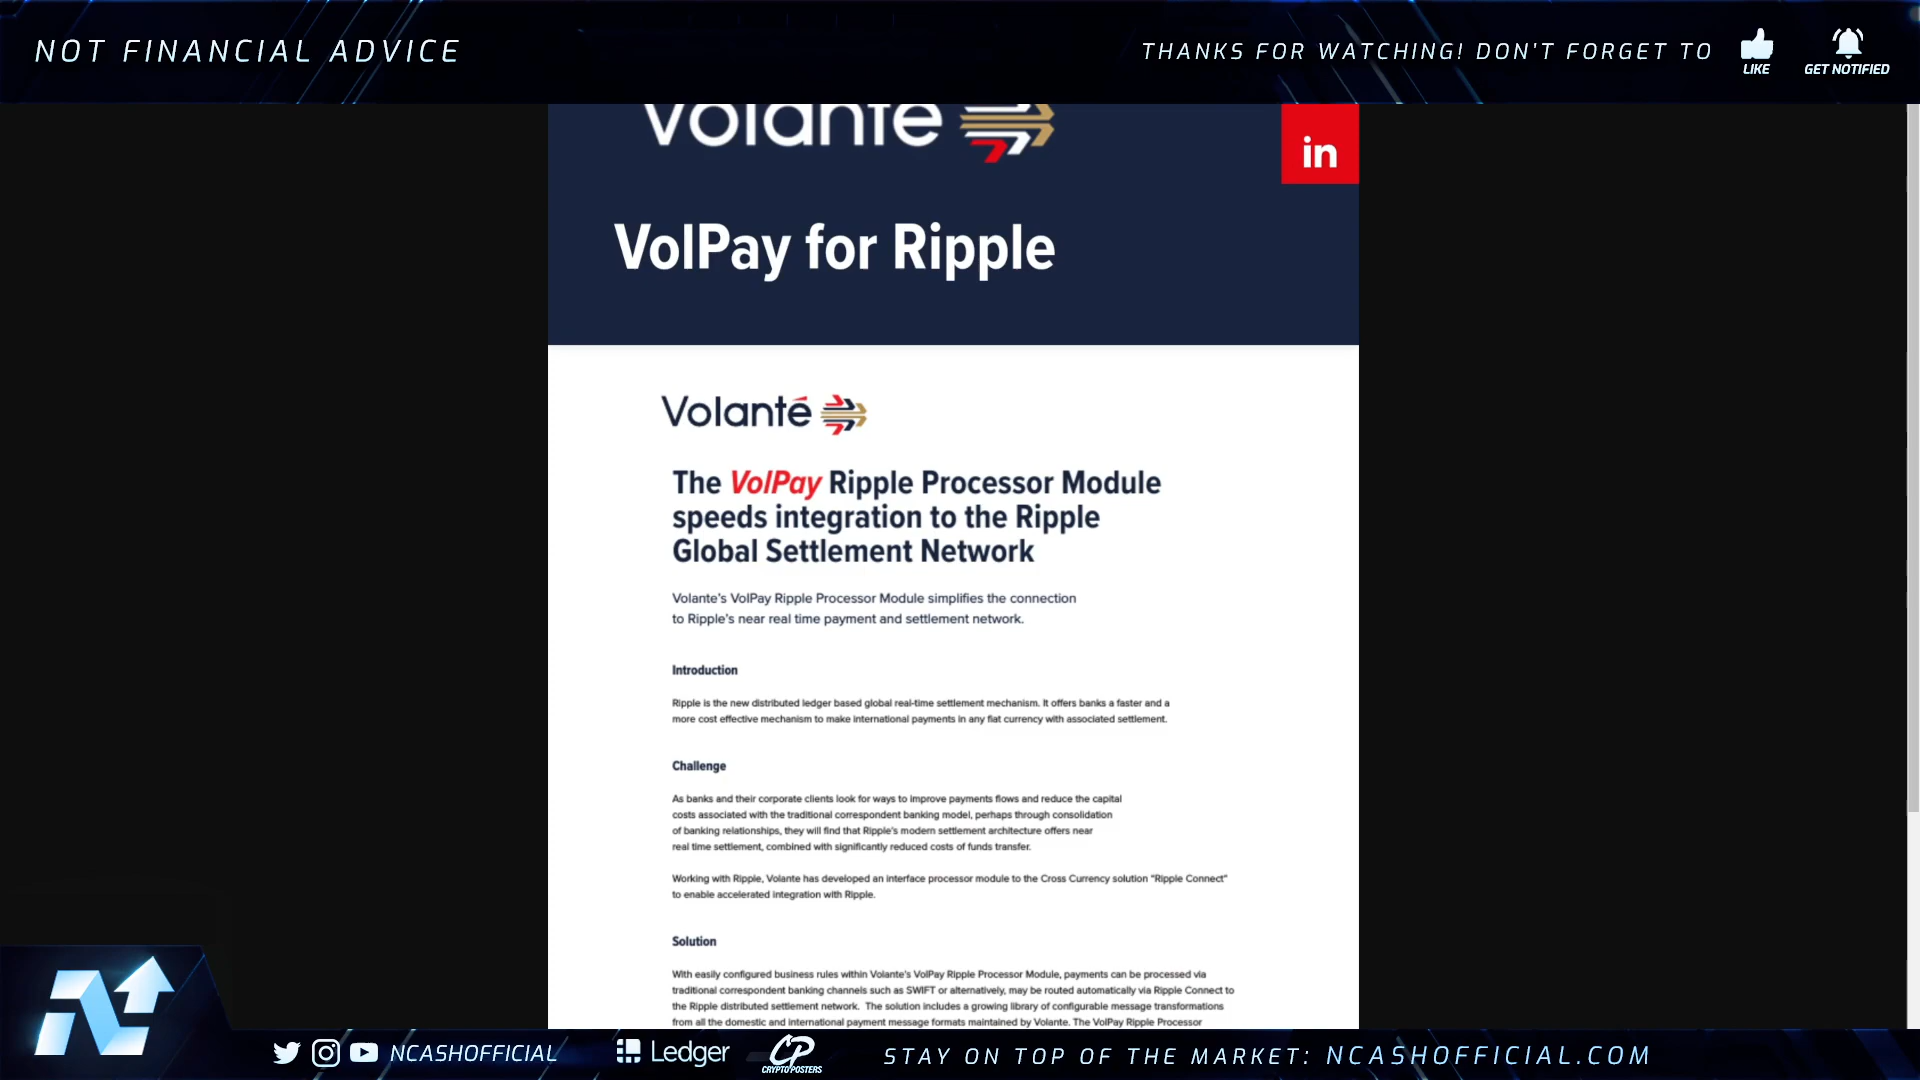 NOT FINANCIAL ADVICE
THANKS FOR WATCHING! DON'T FORGET TO
LIKE
GET NOTIFIED
Volante
in
VolPay for Ripple
Volanté
The VolPay Ripple Processor Module
speeds integration to the Ripple
Global Settlement Network
Volante's VolPay Ripple Processor Module simplifies the connection
to Ripple's near real time payment and settlement network.
Introduction
Ripple is the new distributed ledger based global real-time settlement mechanism. It offers banks a faster and a
more cost effective mechanism to make international payments in any fiat currency with associated settlement.
Challenge
As banks and their corporate clients look for ways to improve payments flows and reduce the capital
costs associated with the traditional correspondent banking model, perhaps through consolidation
of banking relationships, they will find that Ripple's modern settlement architecture offers near
real time settlement, combined with significantly reduced costs of funds transfer.
Working with Ripple, Volante has developed an interface processor module to the Cross Currency solution "Ripple Connect"
to enable accelerated integration with Ripple.
Solution
With easily configured business rules within Volante's VolPay Ripple Processor Module, payments can be processed via
traditional correspondent banking channels such as SWIFT or alternatively, may be routed automatically via Ripple Connect to
the Ripple distributed settlement network. The solution includes a growing library of configurable message transformations
from all the domestic and international payment message formats maintained by Volante. The VolPay Ripple Processor
NCASHOFFICIAL
Ledger
CP
CRYPTO POSTERS
STAY ON TOP OF THE MARKET: NCASHOFFICIAL.COM